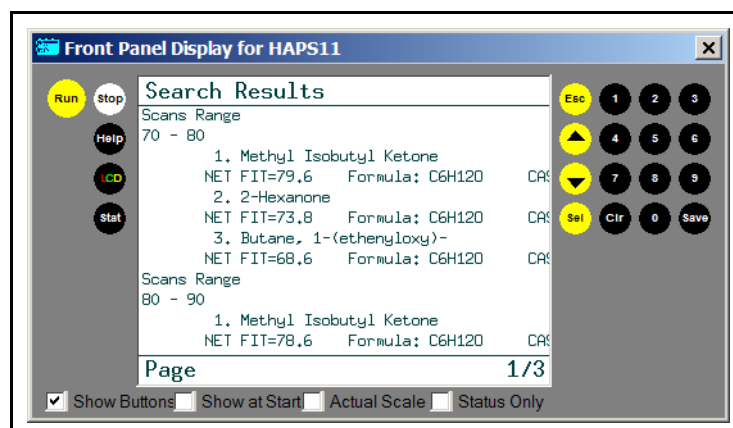 Front Panel Display for HAPS11
Run Stop Search Results Esc 1 2 3
Scans Range
Help 70 - 80 4 5 6
1. Methyl Isobutyl Ketone
LCD NET FIT=79.6 Formula: C6H12O CAS 7 8 9
2. 2-Hexanone
Stat NET FIT=73.8 Formula: C6H12O CAS Sel Clr 0 Save
3. Butane, 1-(ethenyloxy)-
NET FIT=68.6 Formula: C6H12O CAS
Scans Range
80 - 90
1. Methyl Isobutyl Ketone
NET FIT=78.6 Formula: C6H12O CAS
Page 1/3
Show Buttons Show at Start Actual Scale Status Only